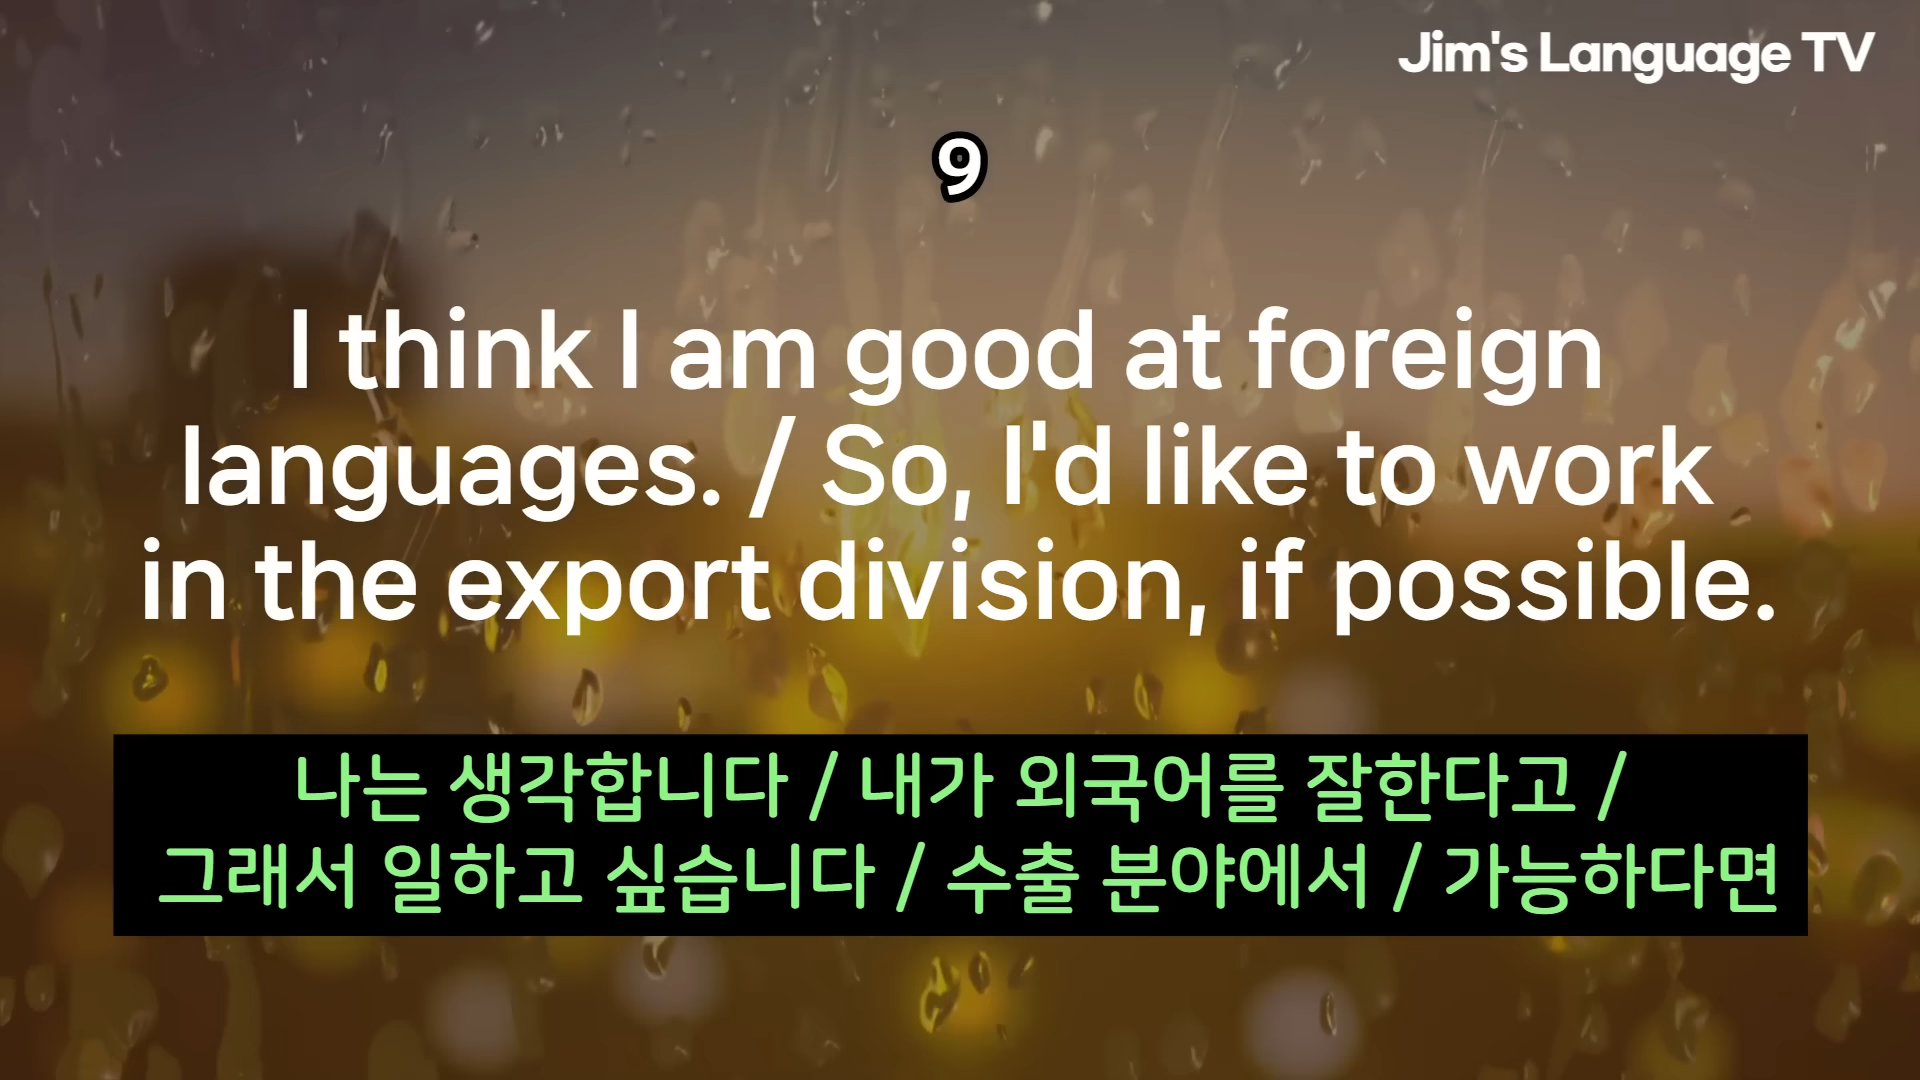 Jim's Language TV
9
I think I am good at foreign
languages. / So, I'd like to work
in the export division, if possible.
나는 생각합니다 / 내가 외국어를 잘한다고 /
그래서 일하고 싶습니다 / 수출 분야에서 / 가능하다면